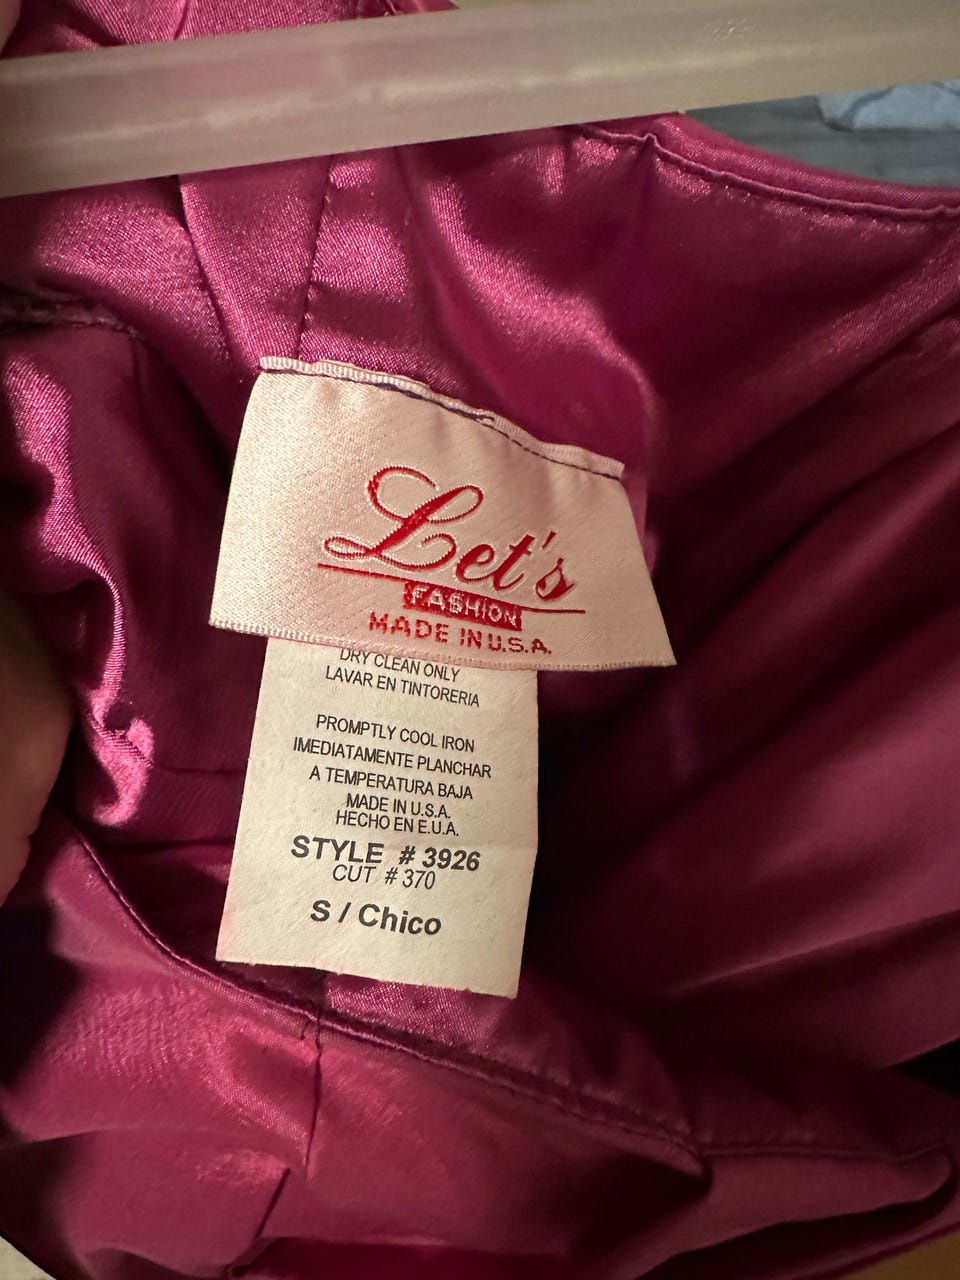 Let's
FASHION
MADE IN U.S.A.
DRY CLEAN ONLY
LAVAR EN TINTORERIA
PROMPTLY COOL IRON
IMEDIATAMENTE PLANCHAR
A TEMPERATURA BAJA
MADE IN U.S.A.
HECHO EN E.U.A.
STYLE # 3926
CUT # 370
S / Chico